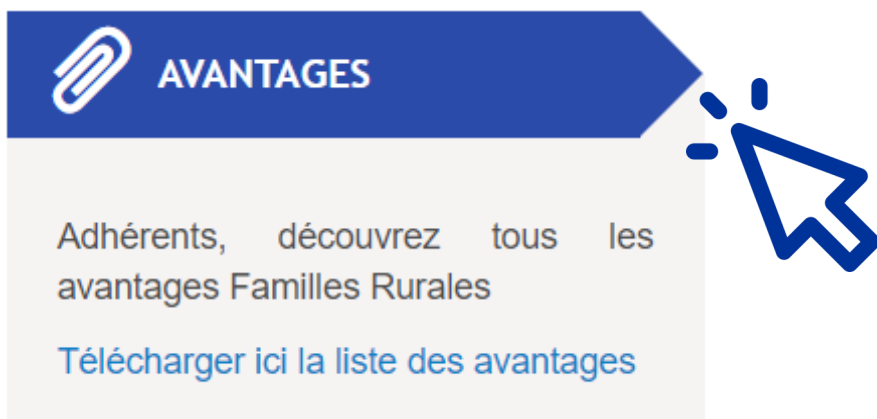 AVANTAGES
Adhérents, découvrez tous les
avantages Familles Rurales
Télécharger ici la liste des avantages